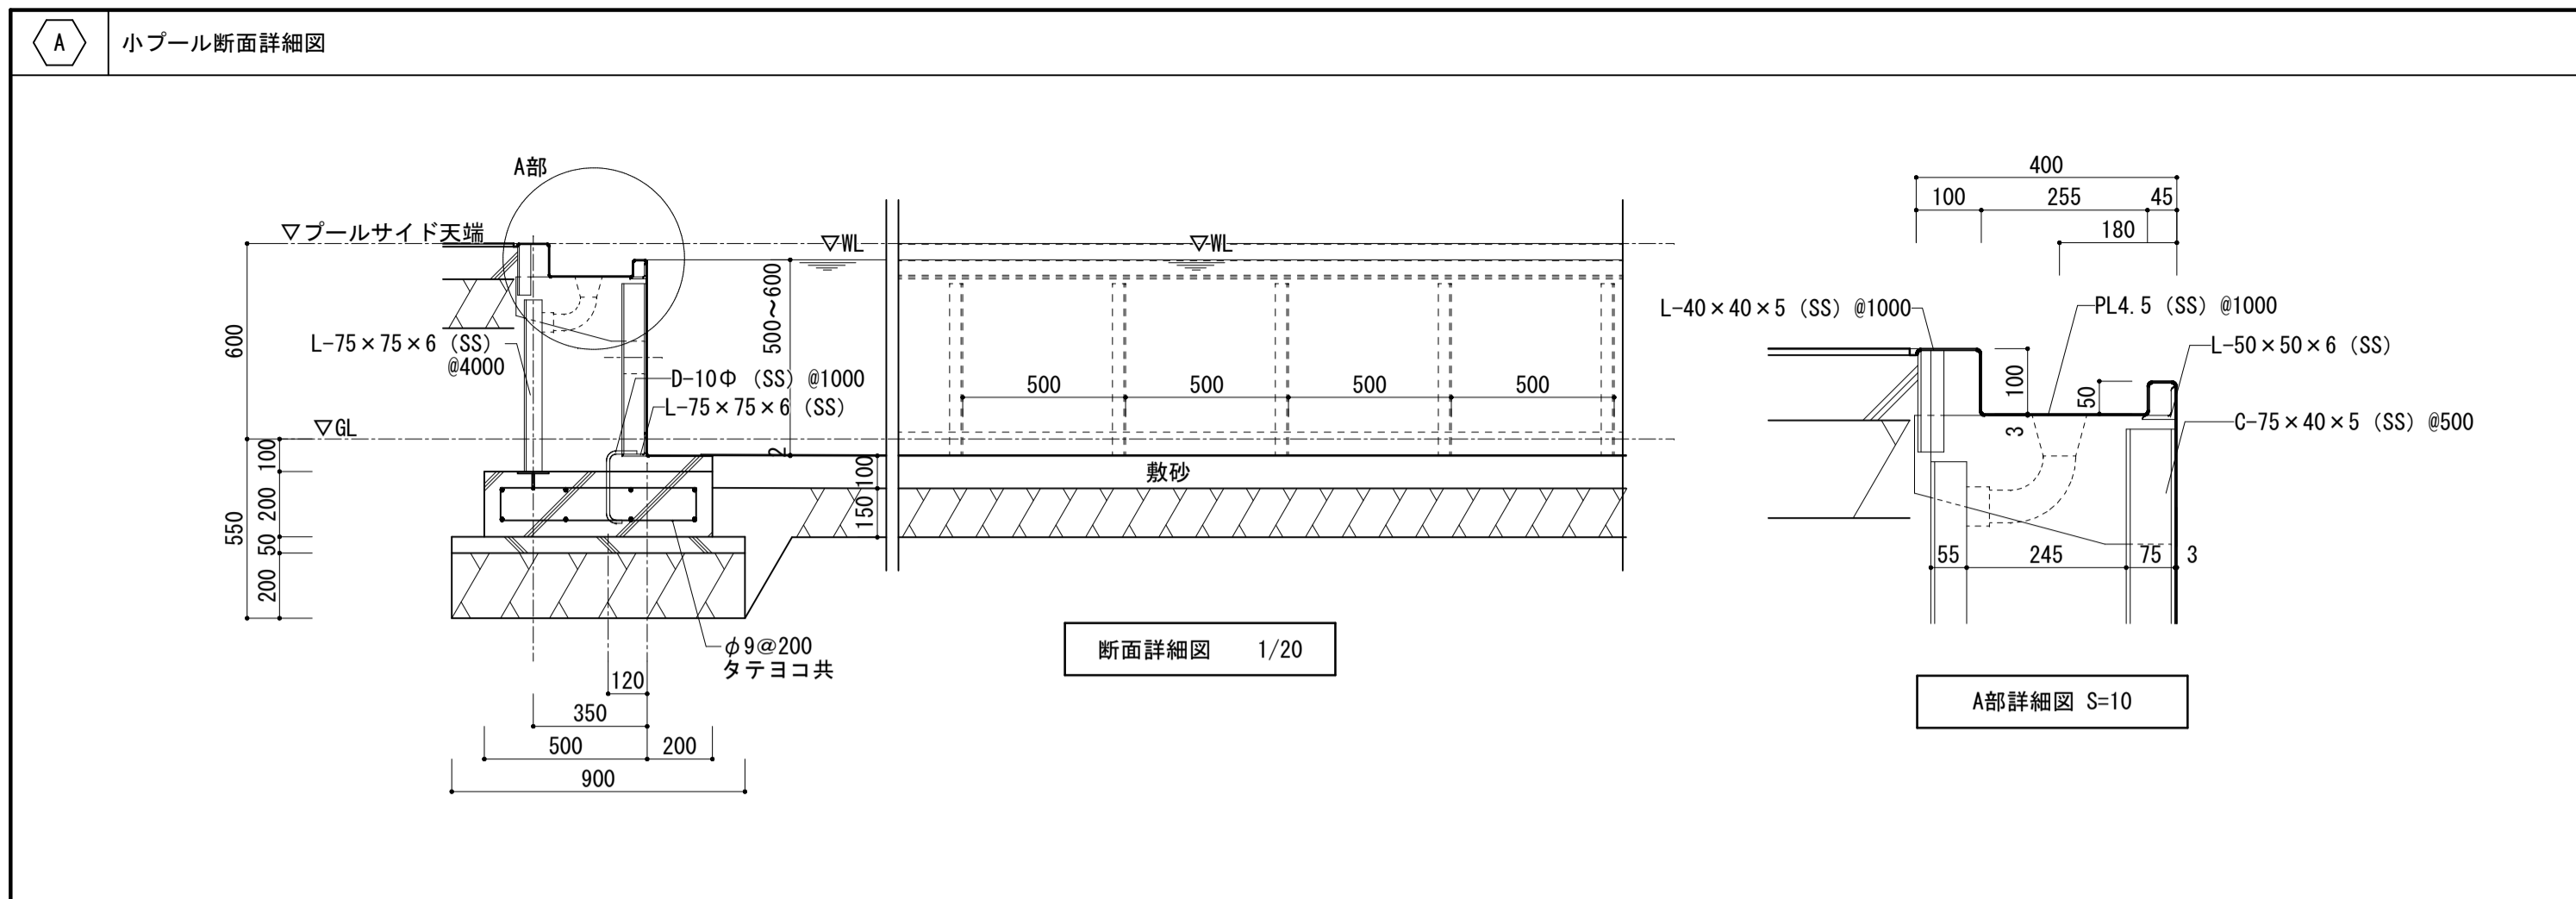 A
小プール断面詳細図
A部
▽プールサイド天端
▽WL
▽WL
600
500~600
L-75×75×6 (SS)
@4000
D-10Φ (SS) @1000
L-75×75×6 (SS)
500
500
500
500
▽GL
2
100
200
50
200
550
100
150
敷砂
φ9@200
タテヨコ共
120
350
500
200
900
断面詳細図 1/20
400
100
255
45
180
L-40×40×5 (SS) @1000
PL4.5 (SS) @1000
L-50×50×6 (SS)
100
50
3
C-75×40×5 (SS) @500
55
245
75
3
A部詳細図 S=10